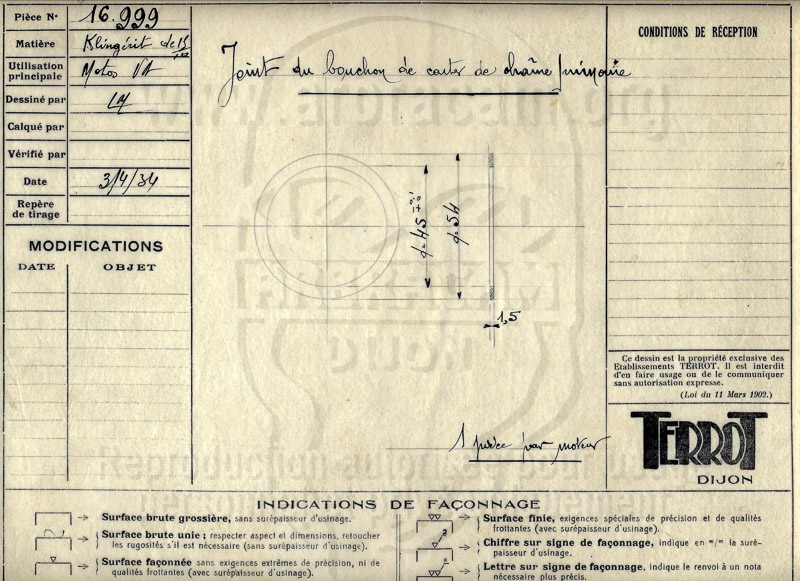 Pièce N° 16.999
Matière Klingérit de 15/10
Utilisation principale Motos VA
Dessiné par LM
Calqué par
Vérifié par
Date 3/4/34
Repère de tirage
MODIFICATIONS
DATE OBJET
Joint du bouchon de carter de chaîne primaire
d=45
d=54
1,5
1 pièce par moteur
CONDITIONS DE RÉCEPTION
Ce dessin est la propriété exclusive des
Etablissements TERROT. Il est interdit
d'en faire usage ou de le communiquer
sans autorisation expresse.
(Loi du 11 Mars 1902.)
TERROT
DIJON
INDICATIONS DE FAÇONNAGE
Surface brute grossière, sans surépaisseur d'usinage.
Surface brute unie ; respecter aspect et dimensions, retoucher
les rugosités s'il est nécessaire (sans surépaisseur d'usinage).
Surface façonnée sans exigences extrêmes de précision, ni de
qualités frottantes (avec surépaisseur d'usinage).
Surface finie, exigences spéciales de précision et de qualités
frottantes (avec surépaisseur d'usinage).
3
Chiffre sur signe de façonnage, indique en m/m la suré-
paisseur d'usinage.
Lettre sur signe de façonnage, indique le renvoi à un nota
nécessaire plus précis.